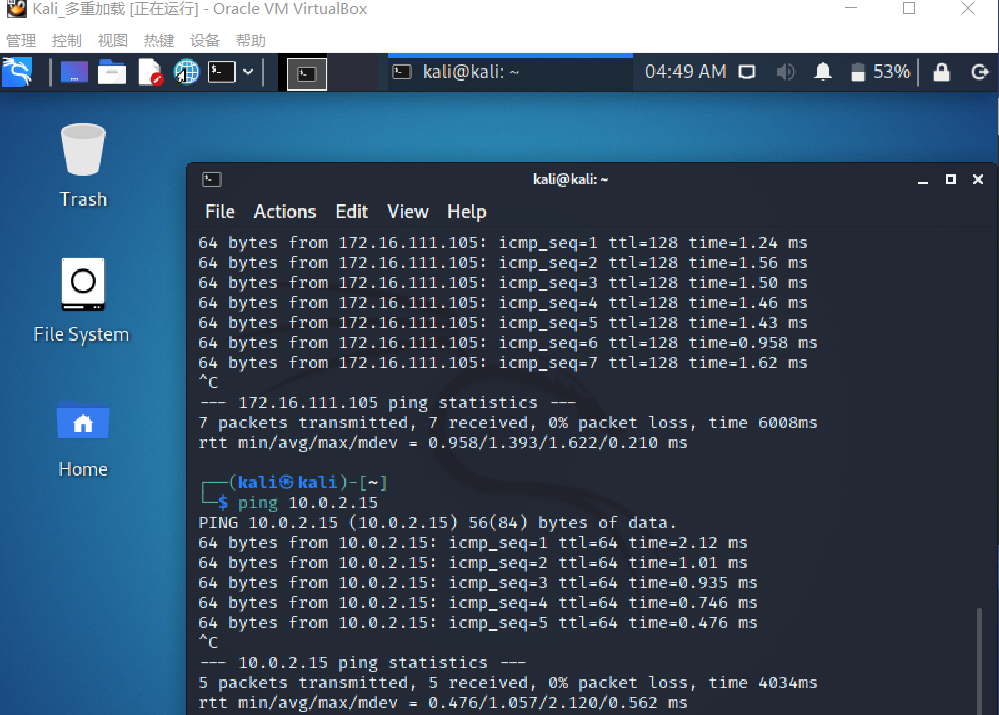 Kali_多重加载 [正在运行] - Oracle VM VirtualBox
管理 控制 视图 热键 设备 帮助
kali@kali: ~ 04:49 AM 53%
Trash
File System
Home
kali@kali: ~
File Actions Edit View Help
64 bytes from 172.16.111.105: icmp_seq=1 ttl=128 time=1.24 ms
64 bytes from 172.16.111.105: icmp_seq=2 ttl=128 time=1.56 ms
64 bytes from 172.16.111.105: icmp_seq=3 ttl=128 time=1.50 ms
64 bytes from 172.16.111.105: icmp_seq=4 ttl=128 time=1.46 ms
64 bytes from 172.16.111.105: icmp_seq=5 ttl=128 time=1.43 ms
64 bytes from 172.16.111.105: icmp_seq=6 ttl=128 time=0.958 ms
64 bytes from 172.16.111.105: icmp_seq=7 ttl=128 time=1.62 ms
^C
--- 172.16.111.105 ping statistics ---
7 packets transmitted, 7 received, 0% packet loss, time 6008ms
rtt min/avg/max/mdev = 0.958/1.393/1.622/0.210 ms
┌──(kali㉿kali)-[~]
└─$ ping 10.0.2.15
PING 10.0.2.15 (10.0.2.15) 56(84) bytes of data.
64 bytes from 10.0.2.15: icmp_seq=1 ttl=64 time=2.12 ms
64 bytes from 10.0.2.15: icmp_seq=2 ttl=64 time=1.01 ms
64 bytes from 10.0.2.15: icmp_seq=3 ttl=64 time=0.935 ms
64 bytes from 10.0.2.15: icmp_seq=4 ttl=64 time=0.746 ms
64 bytes from 10.0.2.15: icmp_seq=5 ttl=64 time=0.476 ms
^C
--- 10.0.2.15 ping statistics ---
5 packets transmitted, 5 received, 0% packet loss, time 4034ms
rtt min/avg/max/mdev = 0.476/1.057/2.120/0.562 ms